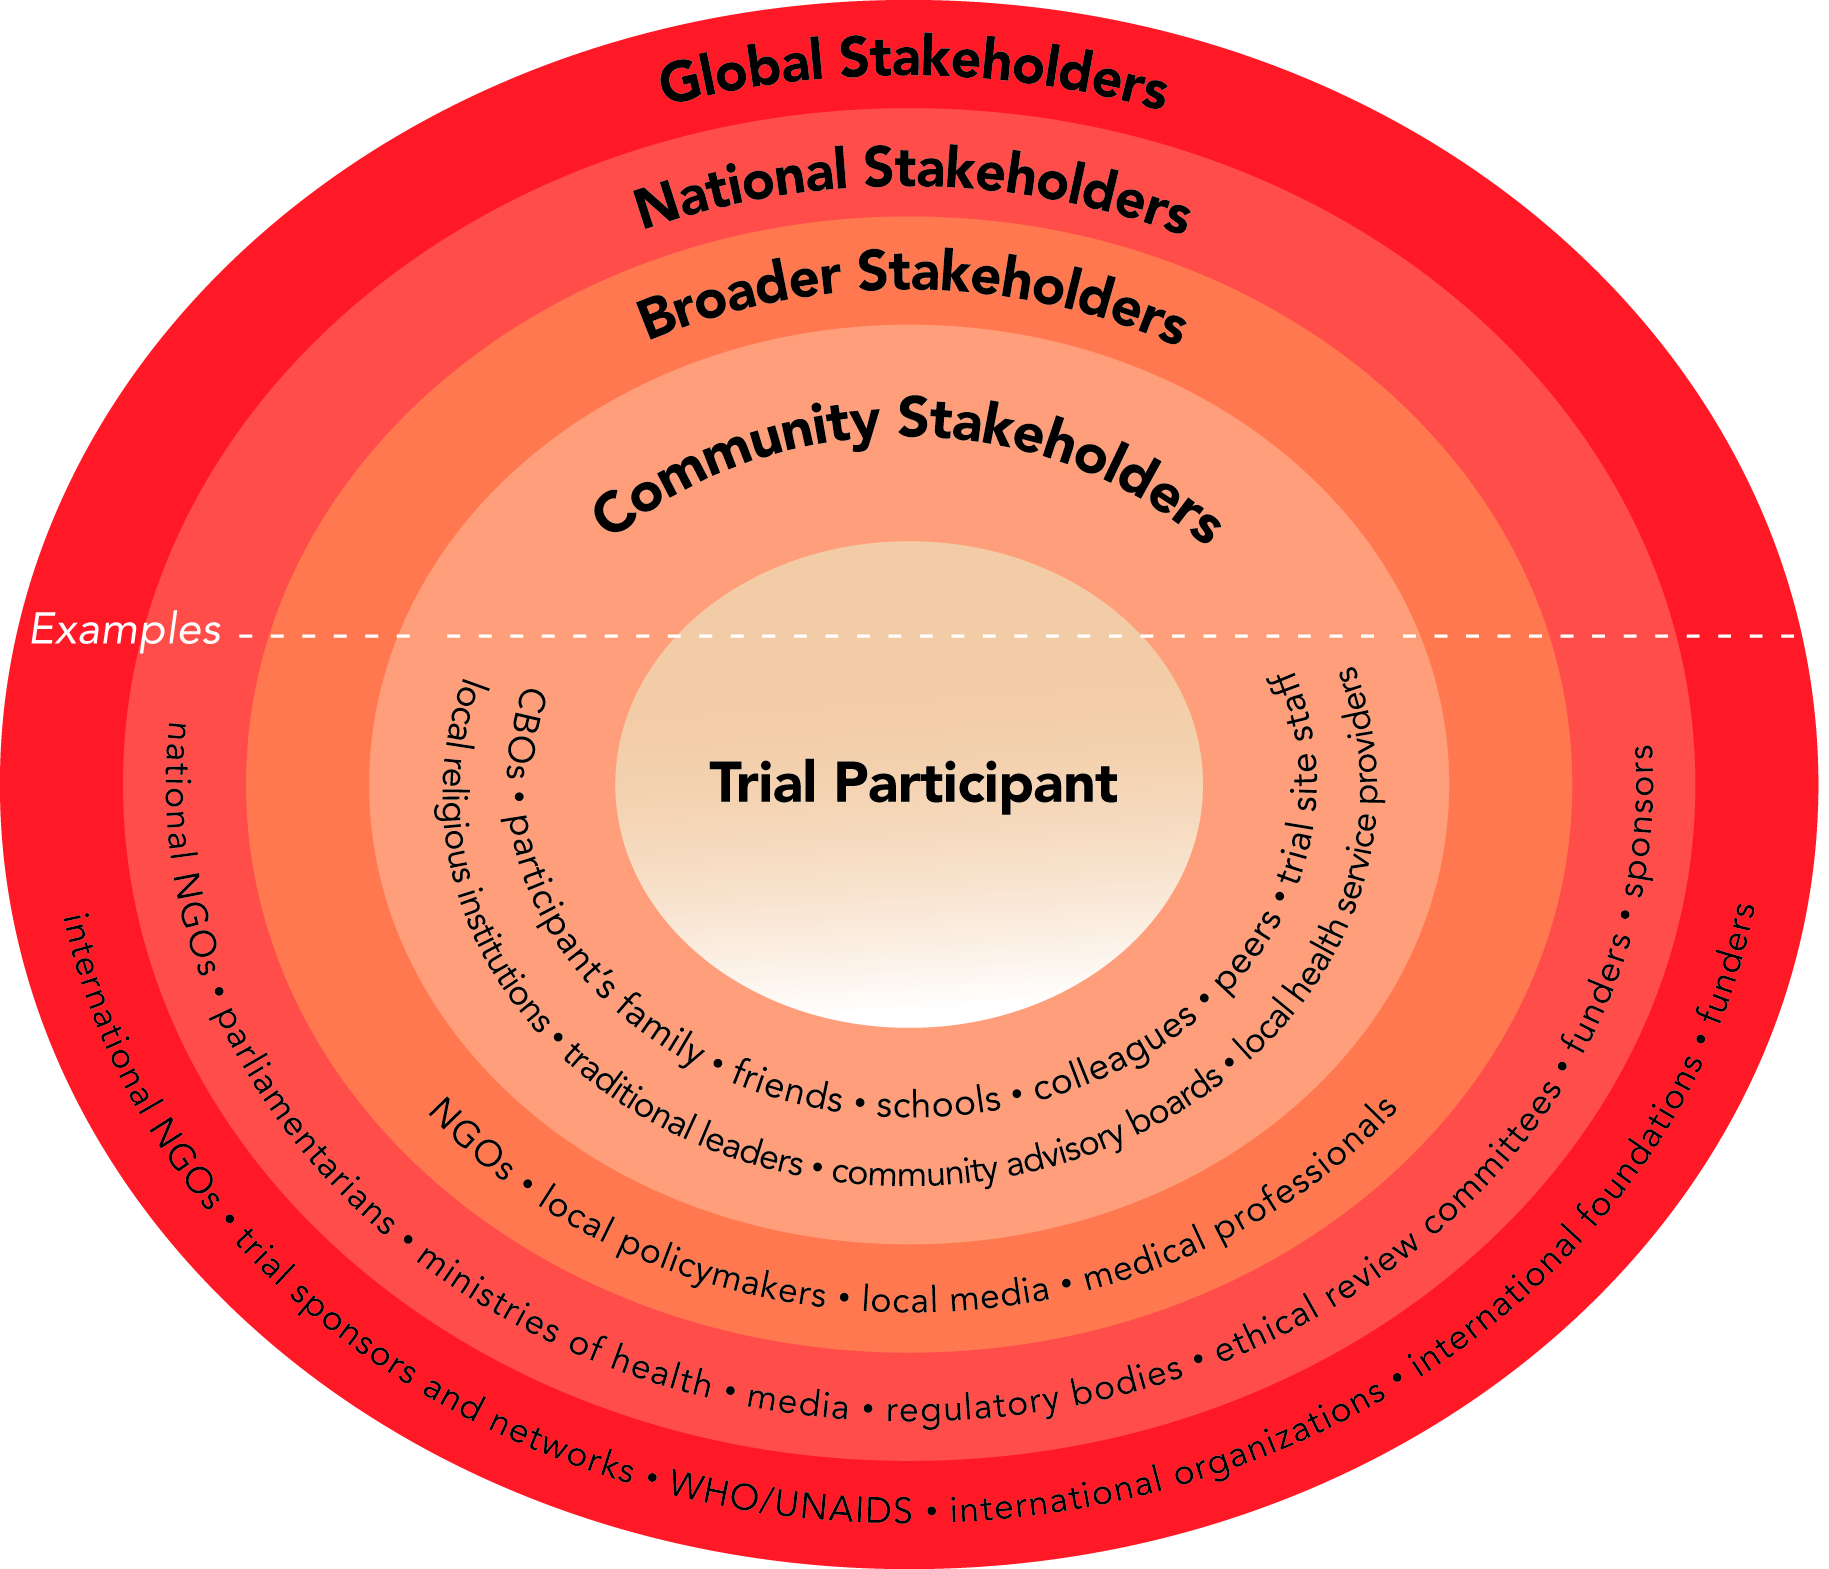 Global Stakeholders
National Stakeholders
Broader Stakeholders
Community Stakeholders
Examples
Trial Participant
CBOs • participant’s family • friends • schools • colleagues • peers • trial site staff
local religious institutions • traditional leaders • community advisory boards • local health service providers
NGOs • local policymakers • local media • medical professionals
national NGOs • parliamentarians • ministries of health • media • regulatory bodies • ethical review committees • funders • sponsors
international NGOs • trial sponsors and networks • WHO/UNAIDS • international organizations • international foundations • funders